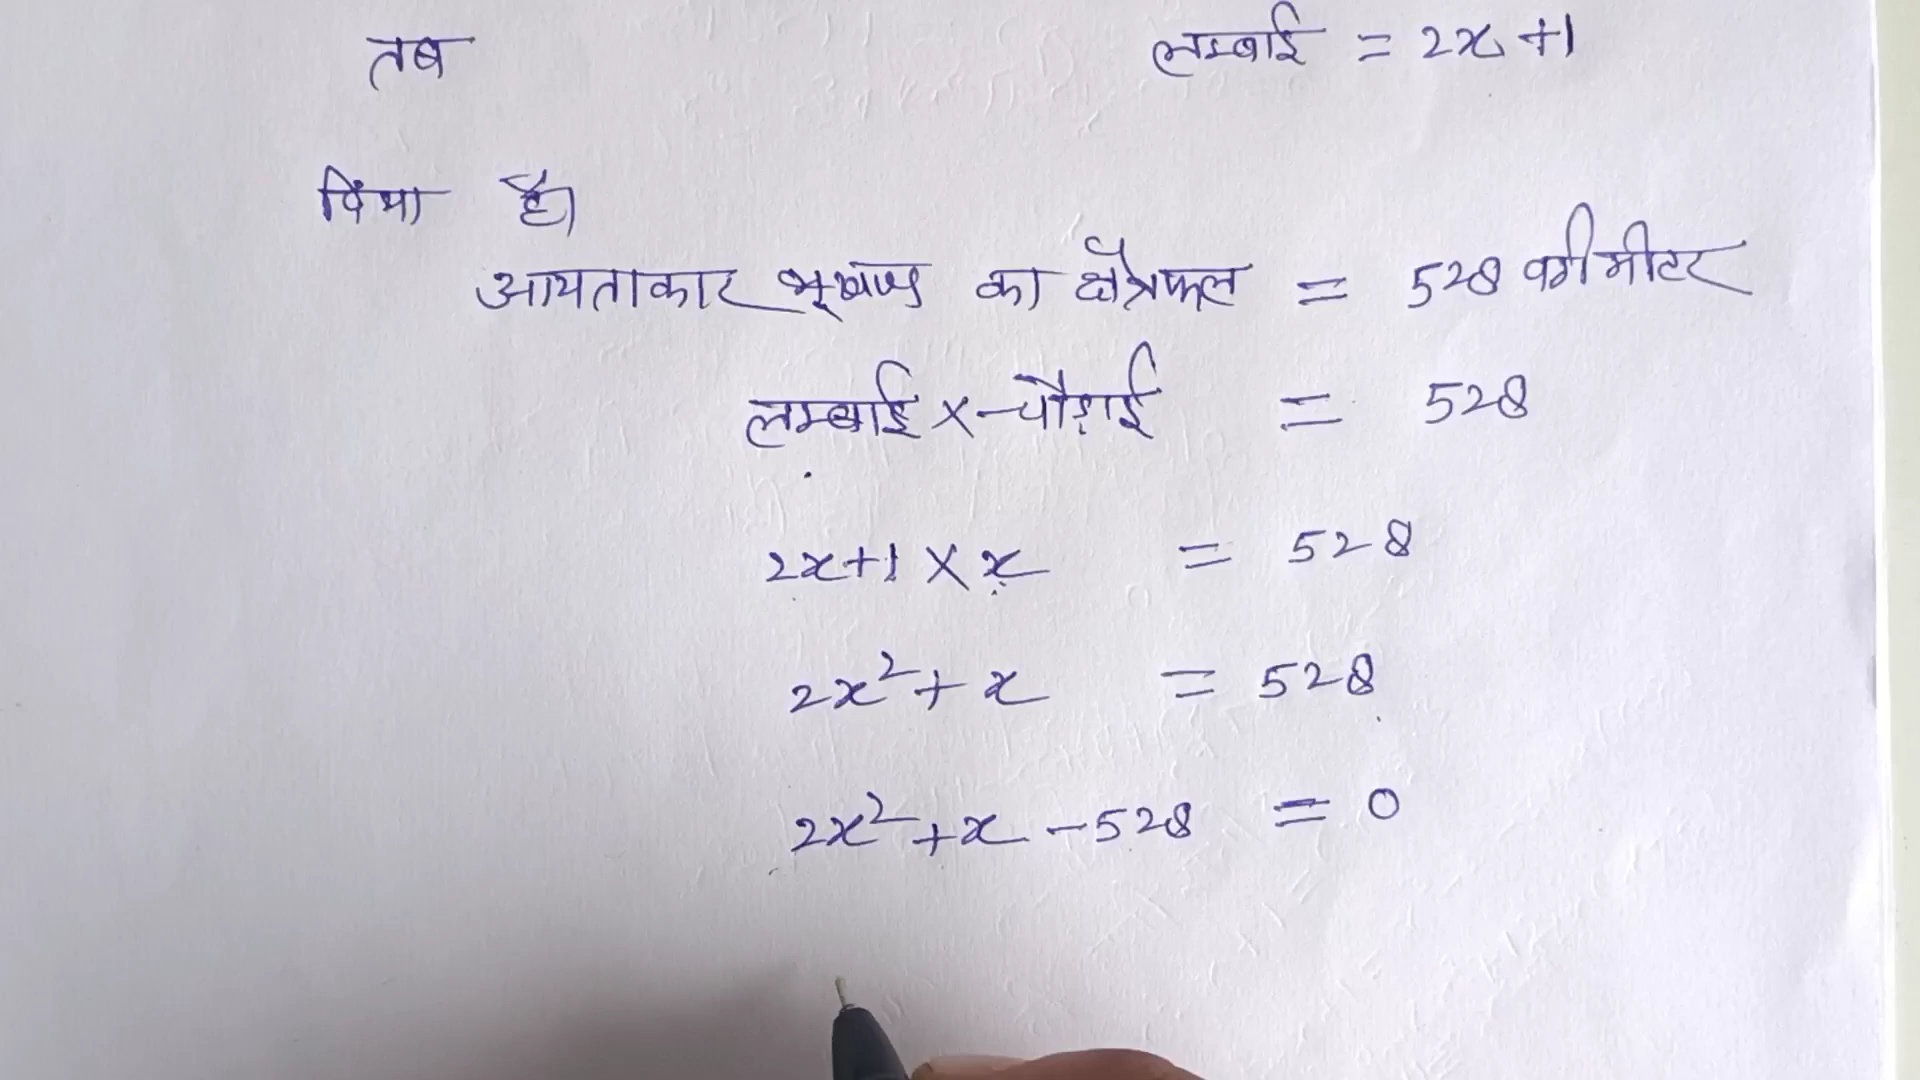 तब लम्बाई = 2x + 1
दिया है।
आयताकार भूखण्ड का क्षेत्रफल = 528 वर्ग मीटर
लम्बाई × चौड़ाई = 528
2x+1 × x = 528
2x² + x = 528
2x² + x - 528 = 0